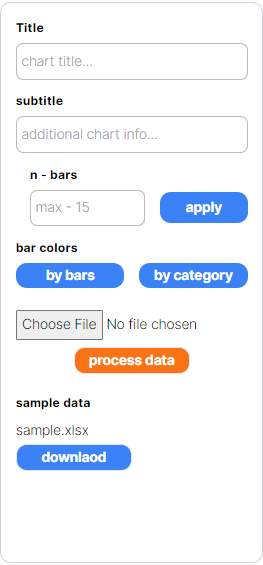 Title
chart title...
subtitle
additional chart info...
n - bars
max - 15
apply
bar colors
by bars
by category
Choose File No file chosen
process data
sample data
sample.xlsx
downlaod